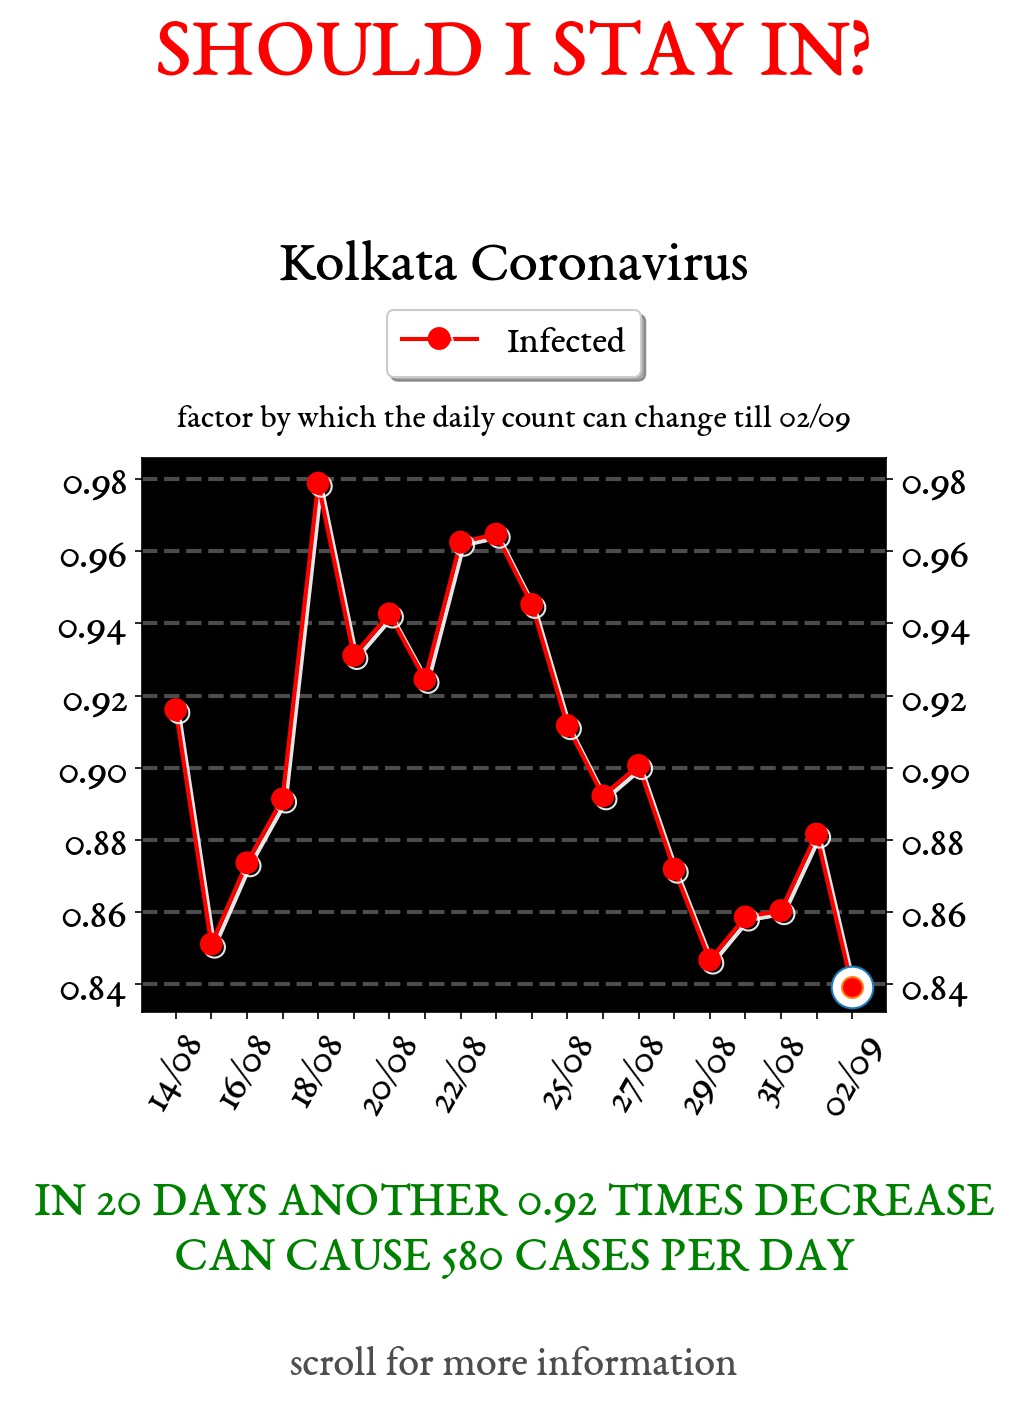 SHOULD I STAY IN?
Kolkata Coronavirus
Infected
factor by which the daily count can change till 02/09
0.98 0.98
0.96 0.96
0.94 0.94
0.92 0.92
0.90 0.90
0.88 0.88
0.86 0.86
0.84 0.84
14/08 16/08 18/08 20/08 22/08 25/08 27/08 29/08 31/08 02/09
IN 20 DAYS ANOTHER 0.92 TIMES DECREASE
CAN CAUSE 580 CASES PER DAY
scroll for more information